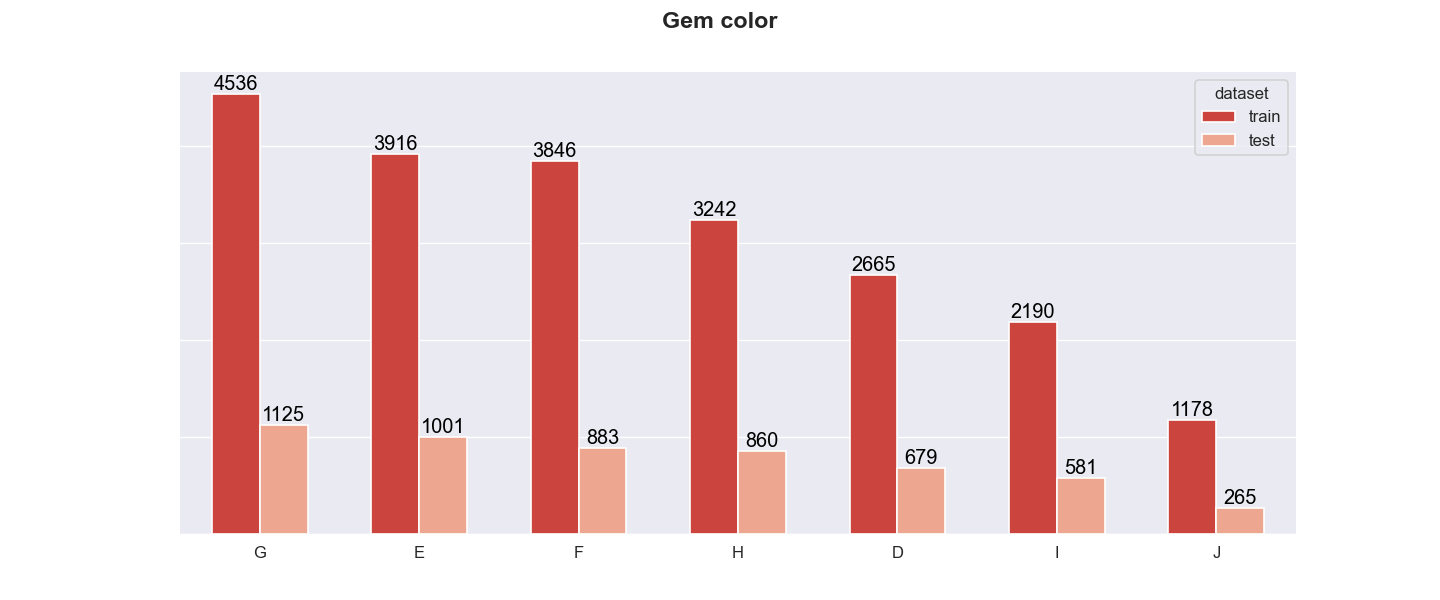 Gem color
dataset
train
test
4536
1125
3916
1001
3846
883
3242
860
2665
679
2190
581
1178
265
G E F H D I J